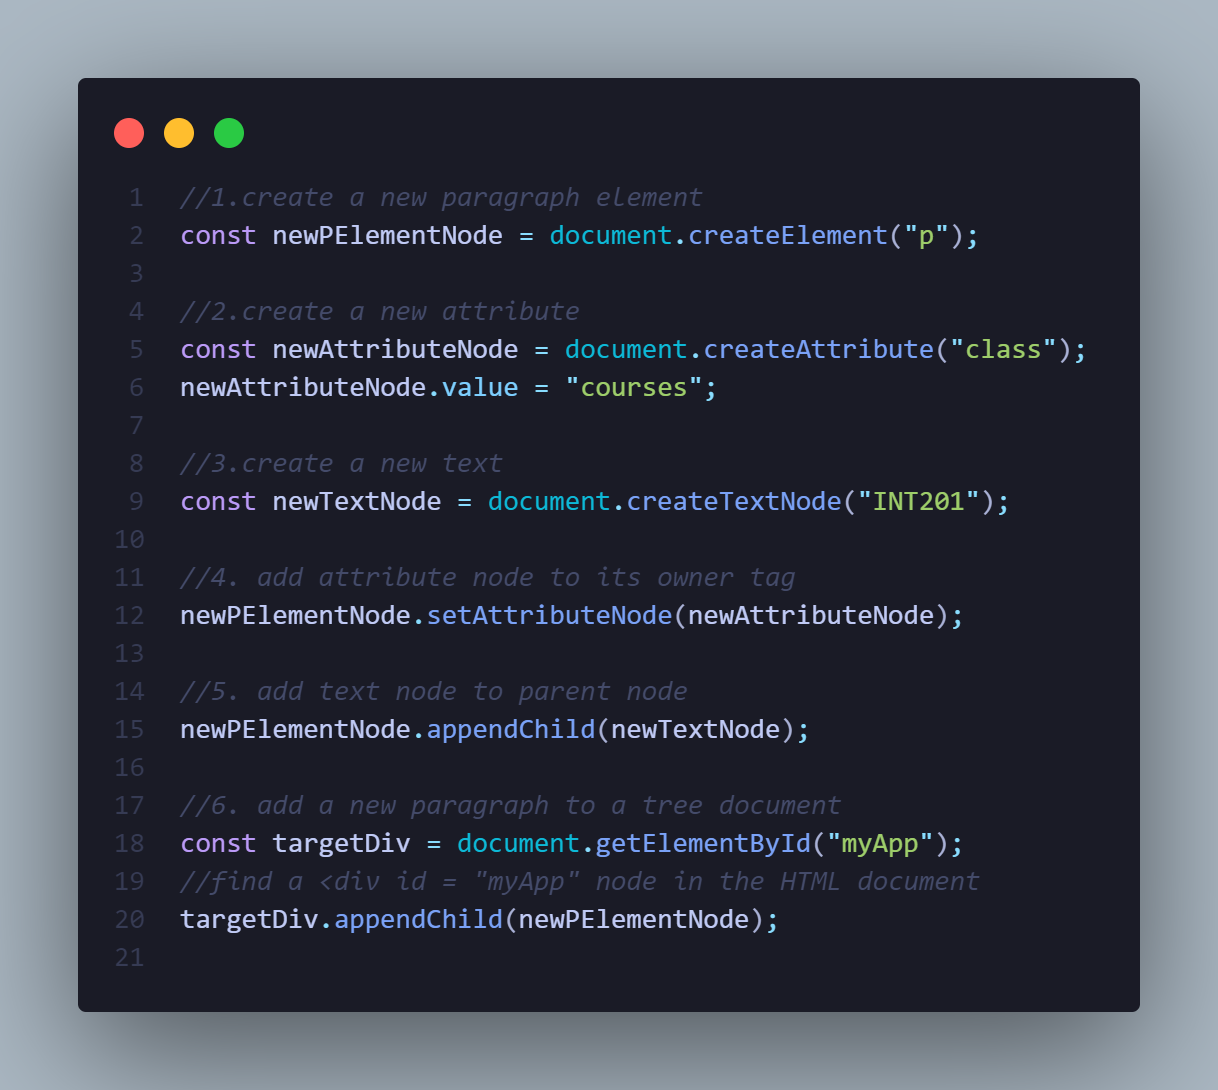 1 //1.create a new paragraph element
2 const newPElementNode = document.createElement("p");
3
4 //2.create a new attribute
5 const newAttributeNode = document.createAttribute("class");
6 newAttributeNode.value = "courses";
7
8 //3.create a new text
9 const newTextNode = document.createTextNode("INT201");
10
11 //4. add attribute node to its owner tag
12 newPElementNode.setAttributeNode(newAttributeNode);
13
14 //5. add text node to parent node
15 newPElementNode.appendChild(newTextNode);
16
17 //6. add a new paragraph to a tree document
18 const targetDiv = document.getElementById("myApp");
19 //find a <div id = "myApp" node in the HTML document
20 targetDiv.appendChild(newPElementNode);
21